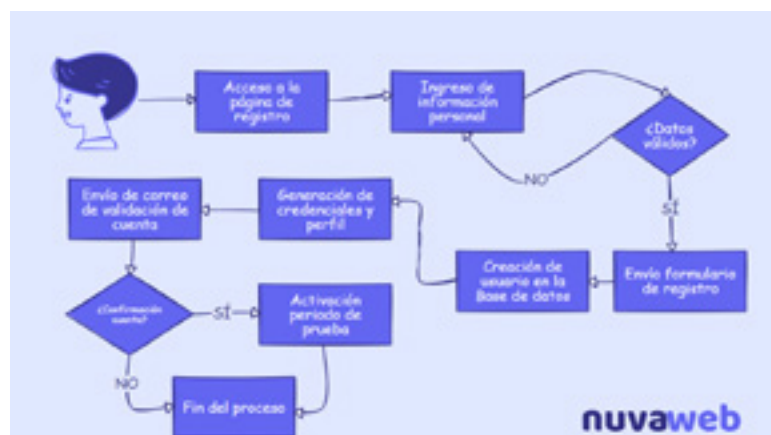 Acceso a la
página de
registro
Ingreso de
información
personal
¿Datos
válidos?
NO
SÍ
Envío formulario
de registro
Creación de
usuario en la
Base de datos
Generación de
credenciales y
perfil
Envío de correo
de validación de
cuenta
¿Confirmación
cuenta?
SÍ
Activación
periodo de
prueba
NO
Fin del proceso
nuvaweb